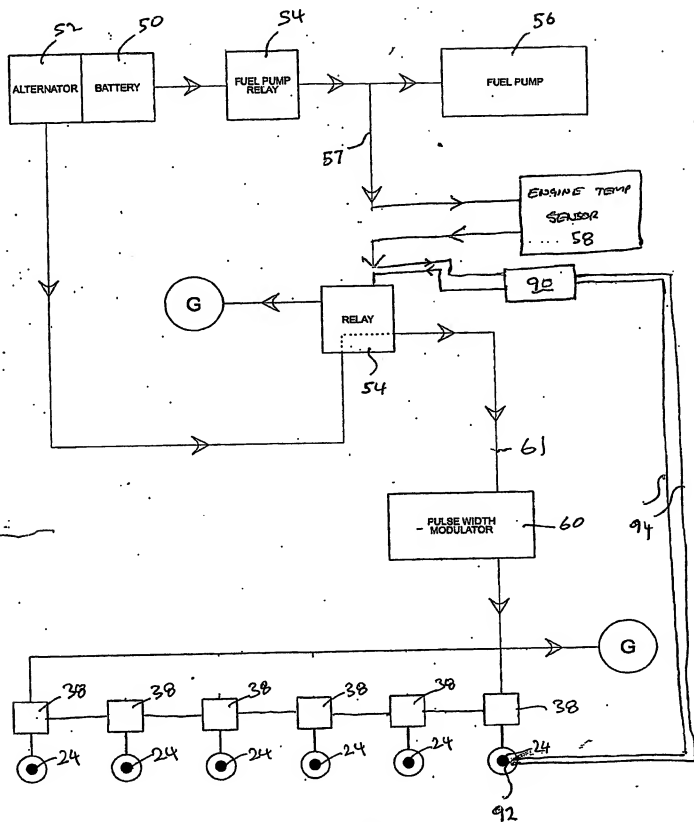 52
50
54
56
ALTERNATOR
BATTERY
FUEL PUMP
RELAY
FUEL PUMP
57
ENGINE TEMP
SENSOR
.... 58
90
G
RELAY
54
61
PULSE WIDTH
MODULATOR
60
94
G
38
38
38
38
38
38
24
24
24
24
24
24
92